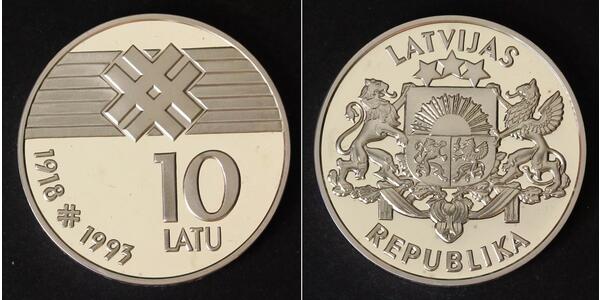 10
LATU
1918 1993
LATVIJAS
REPUBLIKA